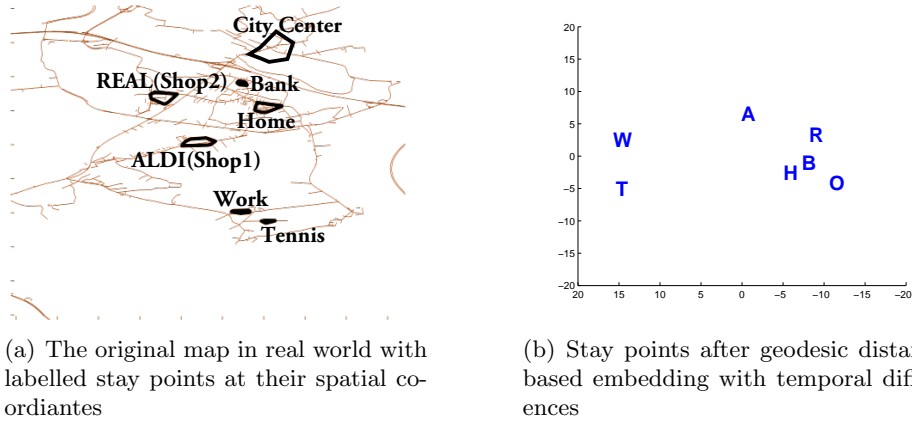 City Center
REAL(Shop2)
Bank
Home
ALDI(Shop1)
Work
Tennis
(a) The original map in real world with
labelled stay points at their spatial co-
ordiantes
20
15
10
5
0
−5
−10
−15
−20
20 15 10 5 0 −5 −10 −15 −20
A
W R
B
H
T O
(b) Stay points after geodesic distan
based embedding with temporal diffe
ences